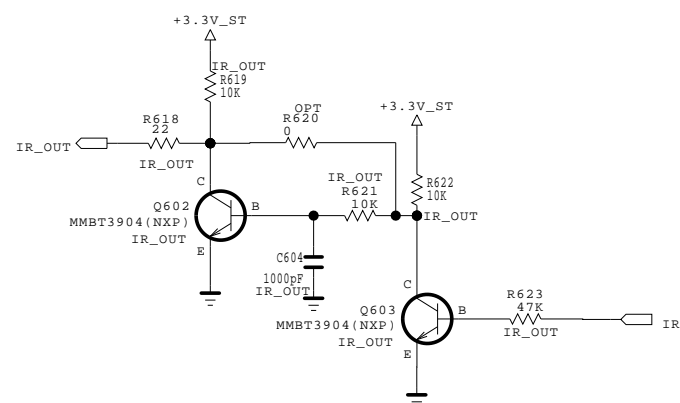 +3.3V_ST
IR_OUT
R619
10K
OPT
R620
0
+3.3V_ST
R618
22
IR_OUT
IR_OUT
IR_OUT
R621
10K
R622
10K
IR_OUT
C
Q602
B
MMBT3904(NXP)
IR_OUT
E
C604
1000pF
IR_OUT
C
Q603
B
MMBT3904(NXP)
IR_OUT
E
R623
47K
IR_OUT
IR